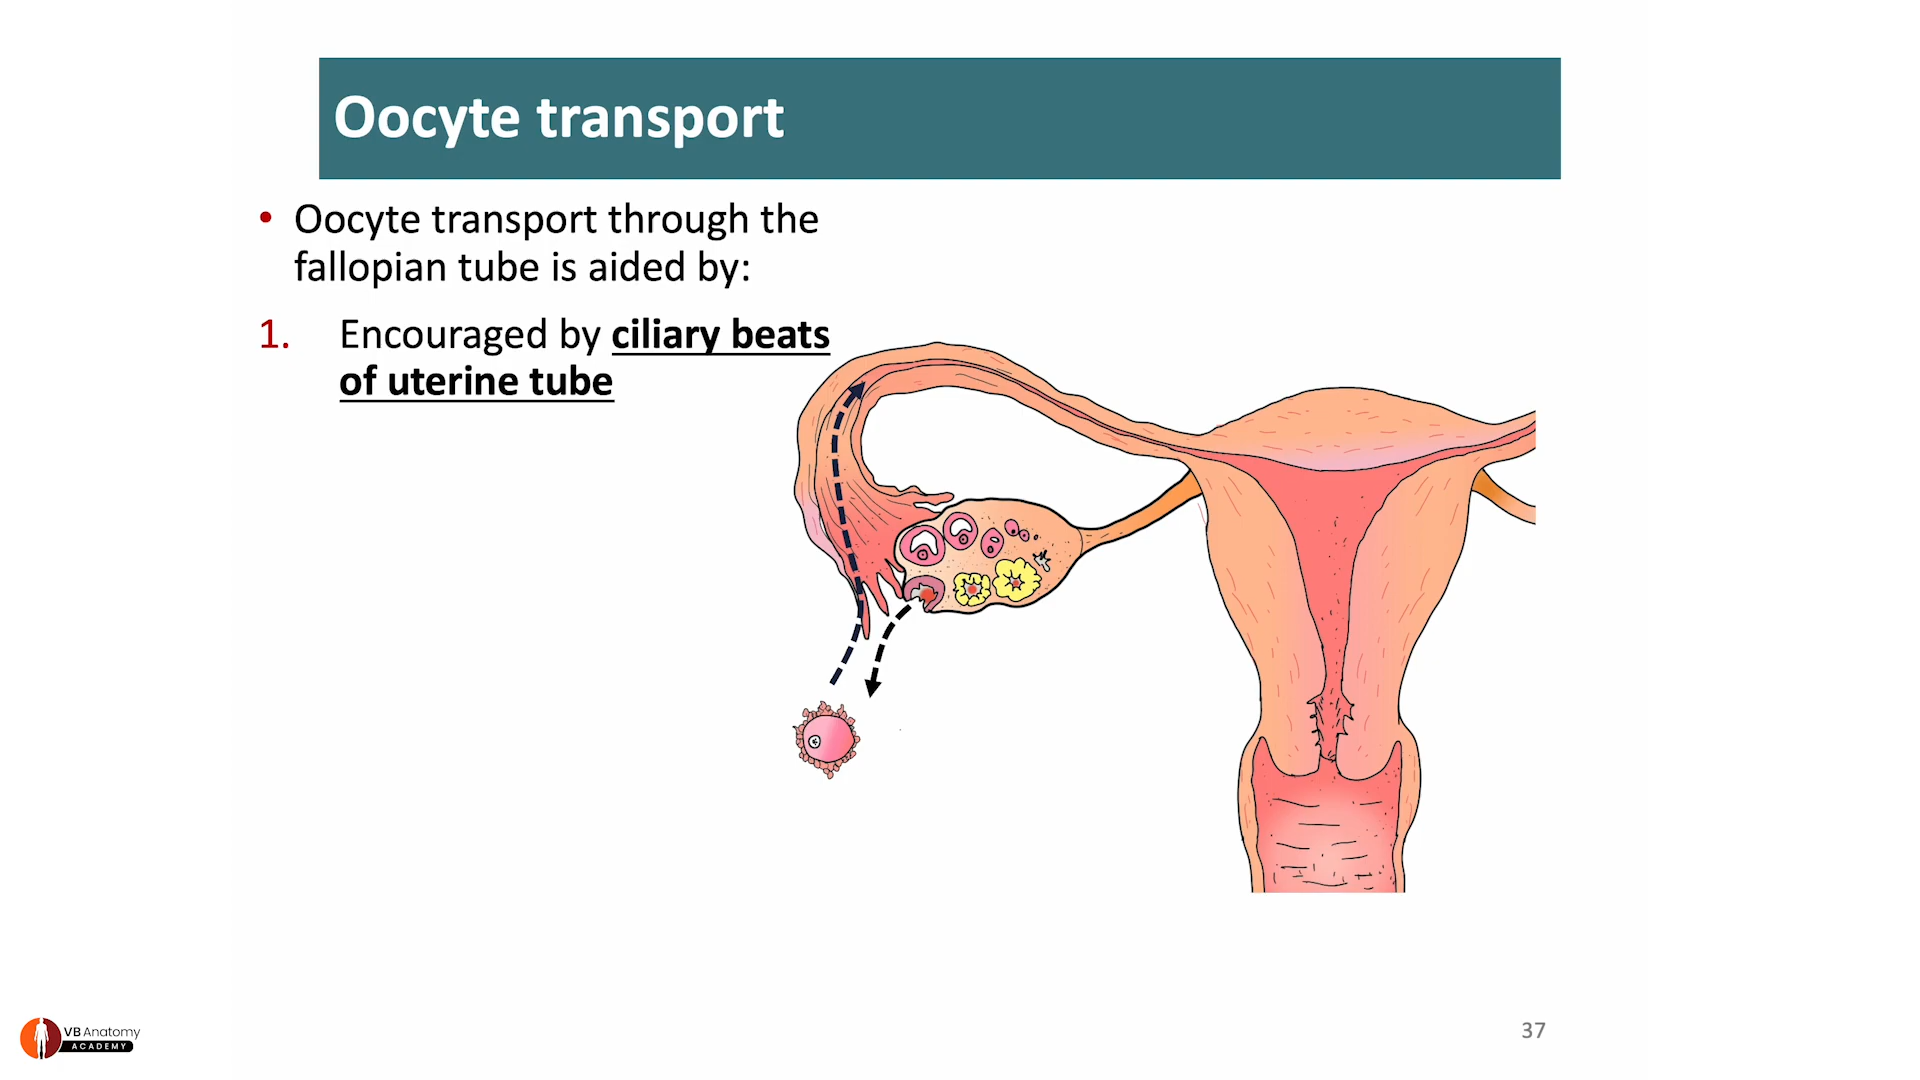 Oocyte transport
• Oocyte transport through the
fallopian tube is aided by:
1. Encouraged by ciliary beats
of uterine tube
VB Anatomy
ACADEMY
37